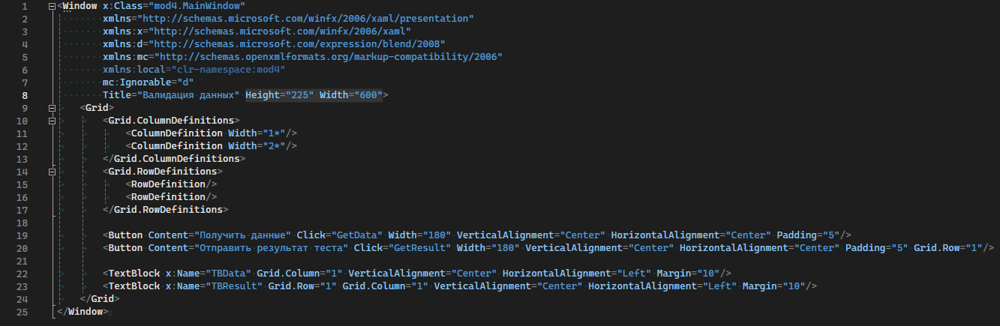 1 <Window x:Class="mod4.MainWindow"
2 xmlns="http://schemas.microsoft.com/winfx/2006/xaml/presentation"
3 xmlns:x="http://schemas.microsoft.com/winfx/2006/xaml"
4 xmlns:d="http://schemas.microsoft.com/expression/blend/2008"
5 xmlns:mc="http://schemas.openxmlformats.org/markup-compatibility/2006"
6 xmlns:local="clr-namespace:mod4"
7 mc:Ignorable="d"
8 Title="Валидация данных" Height="225" Width="600">
9 <Grid>
10 <Grid.ColumnDefinitions>
11 <ColumnDefinition Width="1*"/>
12 <ColumnDefinition Width="2*"/>
13 </Grid.ColumnDefinitions>
14 <Grid.RowDefinitions>
15 <RowDefinition/>
16 <RowDefinition/>
17 </Grid.RowDefinitions>
18
19 <Button Content="Получить данные" Click="GetData" Width="180" VerticalAlignment="Center" HorizontalAlignment="Center" Padding="5"/>
20 <Button Content="Отправить результат теста" Click="GetResult" Width="180" VerticalAlignment="Center" HorizontalAlignment="Center" Padding="5" Grid.Row="1"/>
21
22 <TextBlock x:Name="TBData" Grid.Column="1" VerticalAlignment="Center" HorizontalAlignment="Left" Margin="10"/>
23 <TextBlock x:Name="TBResult" Grid.Row="1" Grid.Column="1" VerticalAlignment="Center" HorizontalAlignment="Left" Margin="10"/>
24 </Grid>
25 </Window>